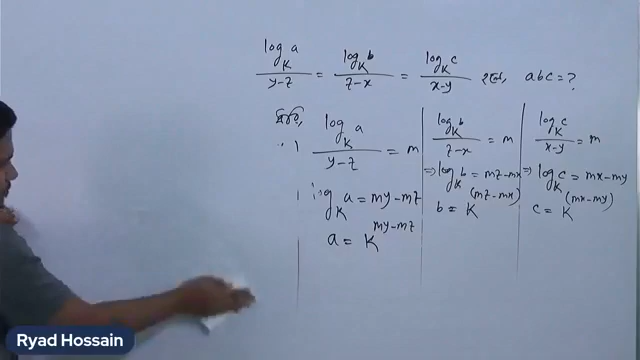 log_K a / y-z = log_K b / z-x = log_K c / x-y হলে, abc = ?
ধরি,
log_K a / y-z = m
log_K a = my-mz
a = K^(my-mz)
log_K b / z-x = m
⇒ log_K b = mz-mx
b = K^(mz-mx)
log_K c / x-y = m
⇒ log_K c = mx-my
c = K^(mx-my)
Ryad Hossain